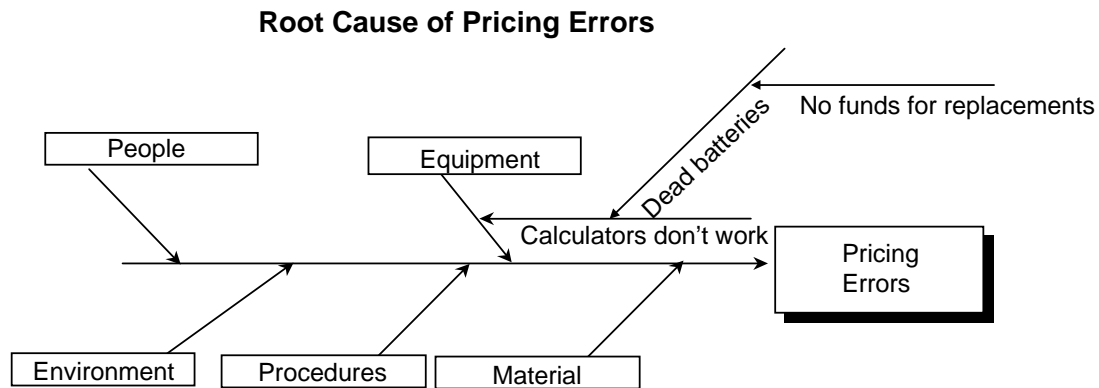 Root Cause of Pricing Errors
No funds for replacements
People
Equipment
Dead batteries
Calculators don't work
Pricing
Errors
Environment
Procedures
Material